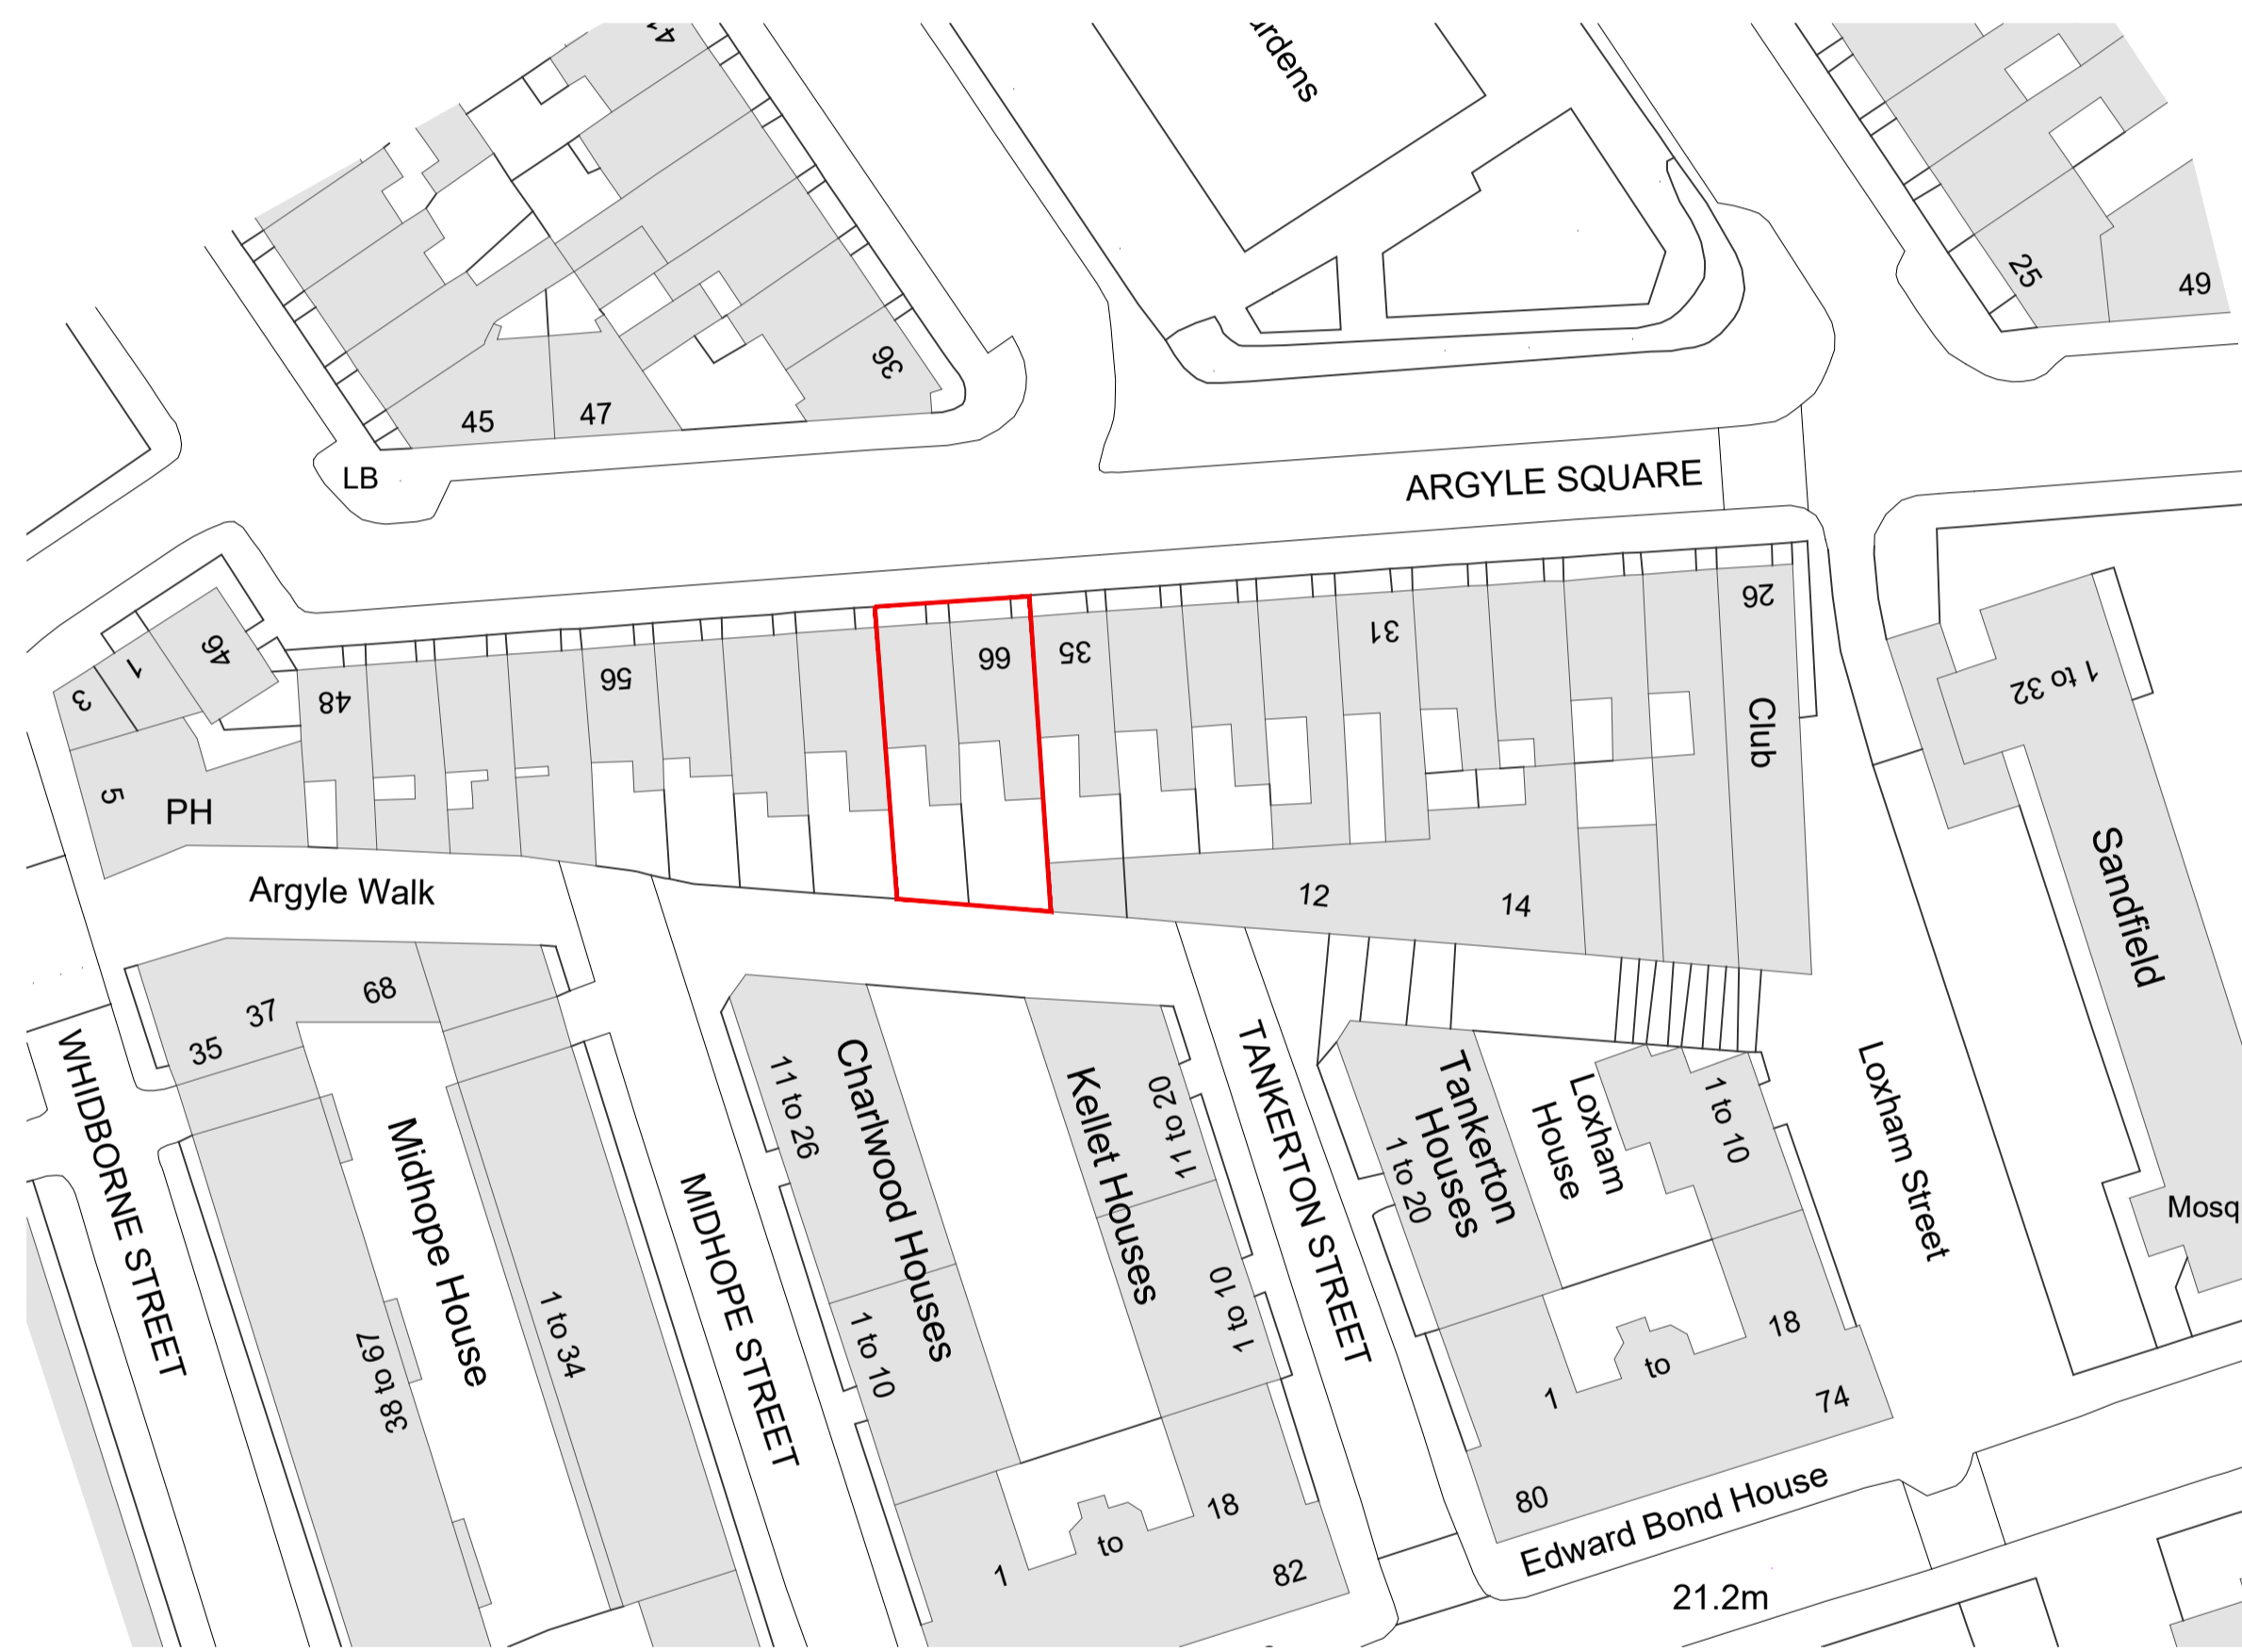 ardens
25
49
36
45
47
LB
ARGYLE SQUARE
46
1
3
48
56
66
35
31
26
Club
1 to 32
5
PH
Argyle Walk
12
14
Sandfield
68
37
35
WHIDBORNE STREET
Midhope House
38 to 67
1 to 34
MIDHOPE STREET
11 to 26
Charlwood Houses
1 to 10
Kellet Houses
11 to 20
1 to 10
TANKERTON STREET
Tankerton
Houses
1 to 20
Loxham
House
1 to 10
Loxham Street
Mosq
1
to
18
74
80
Edward Bond House
1
to
18
82
21.2m